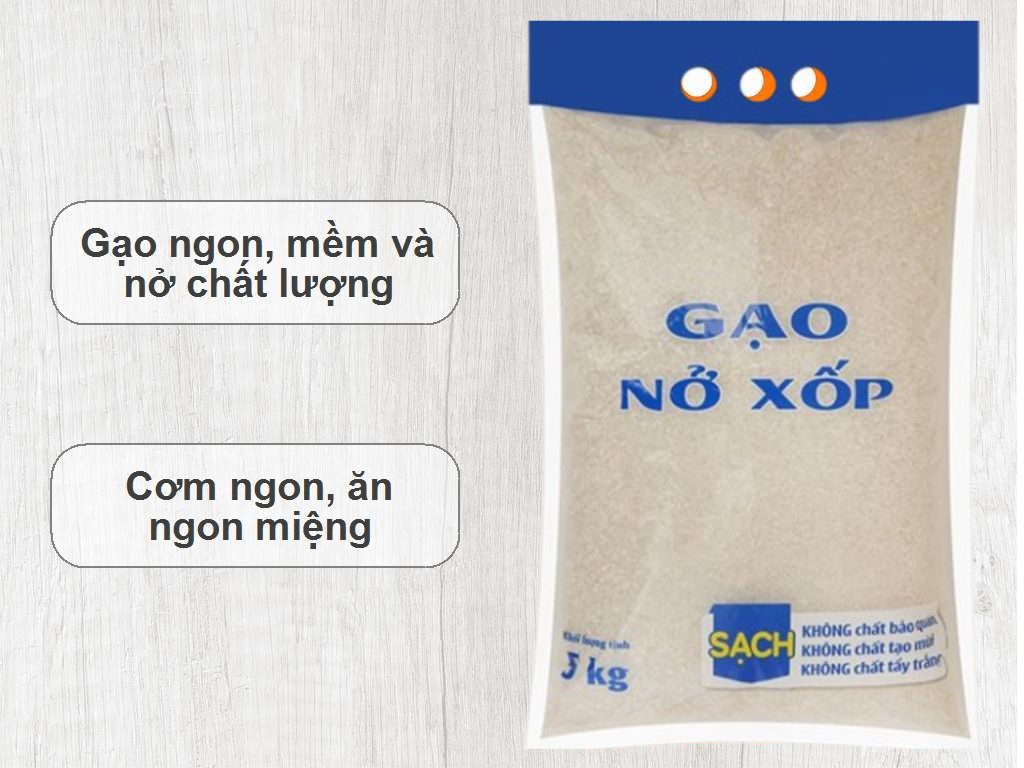 Gạo ngon, mềm và
nở chất lượng
Cơm ngon, ăn
ngon miệng
GẠO
NỞ XỐP
Khối lượng tịnh
5 kg
SẠCH
KHÔNG chất bảo quản
KHÔNG chất tạo mùi
KHÔNG chất tẩy trắng